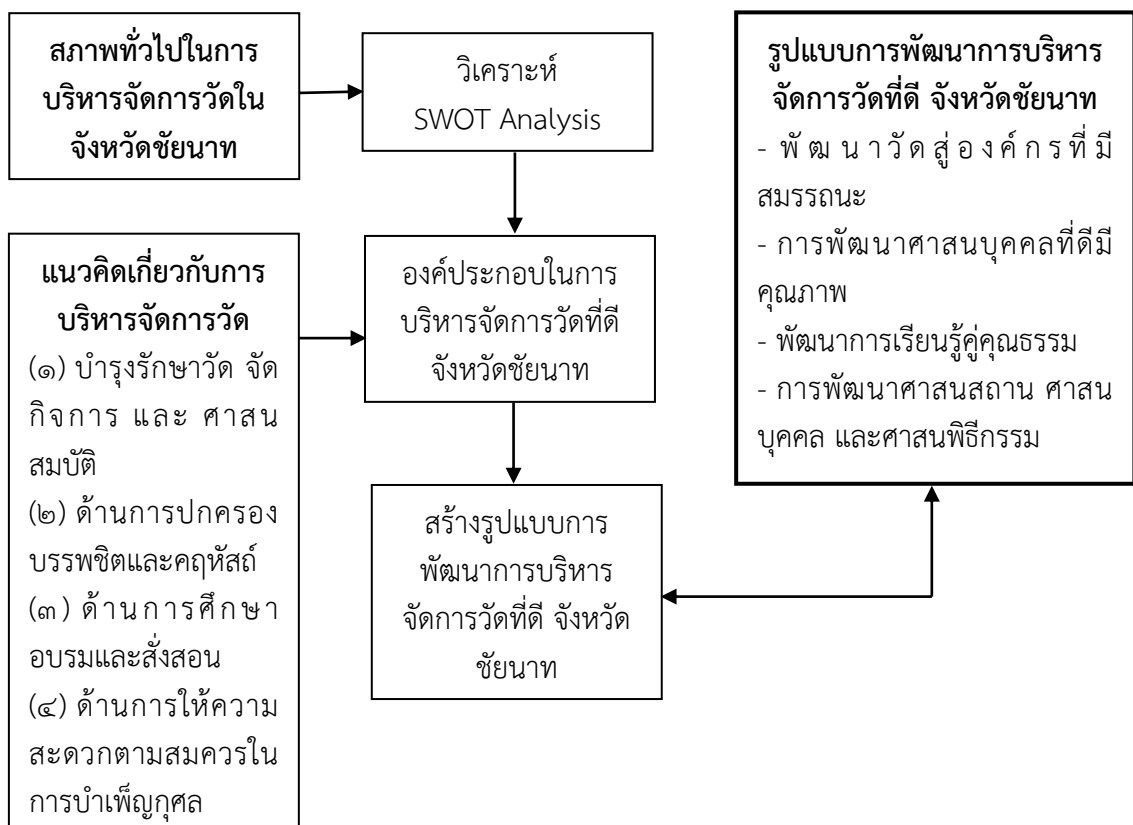 สภาพทั่วไปในการ
บริหารจัดการวัดใน
จังหวัดชัยนาท
วิเคราะห์
SWOT Analysis
แนวคิดเกี่ยวกับการ
บริหารจัดการวัด
(๑) บำรุงรักษาวัด จัด
กิจการ และ ศาสน
สมบัติ
(๒) ด้านการปกครอง
บรรพชิตและคฤหัสถ์
(๓) ด้านการศึกษา
อบรมและสั่งสอน
(๔) ด้านการให้ความ
สะดวกตามสมควรใน
การบำเพ็ญกุศล
องค์ประกอบในการ
บริหารจัดการวัดที่ดี
จังหวัดชัยนาท
สร้างรูปแบบการ
พัฒนาการบริหาร
จัดการวัดที่ดี จังหวัด
ชัยนาท
รูปแบบการพัฒนาการบริหาร
จัดการวัดที่ดี จังหวัดชัยนาท
- พัฒนาวัดสู่องค์กรที่มี
สมรรถนะ
- การพัฒนาศาสนบุคคลที่ดีมี
คุณภาพ
- พัฒนาการเรียนรู้คู่คุณธรรม
- การพัฒนาศาสนสถาน ศาสน
บุคคล และศาสนพิธีกรรม